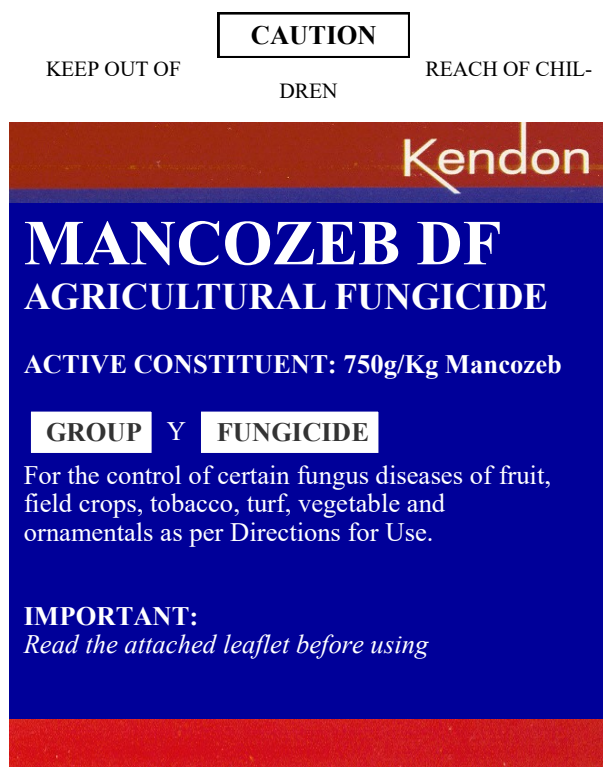 CAUTION
KEEP OUT OF REACH OF CHIL-
DREN
Kendon
MANCOZEB DF
AGRICULTURAL FUNGICIDE
ACTIVE CONSTITUENT: 750g/Kg Mancozeb
GROUP Y FUNGICIDE
For the control of certain fungus diseases of fruit,
field crops, tobacco, turf, vegetable and
ornamentals as per Directions for Use.
IMPORTANT:
Read the attached leaflet before using